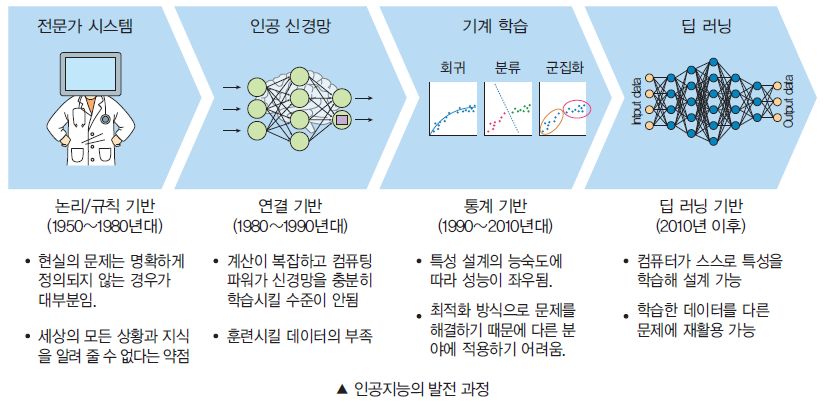 전문가 시스템
인공 신경망
기계 학습
딥 러닝
회귀
분류
군집화
Intput data
Output data
논리/규칙 기반
(1950~1980년대)
• 현실의 문제는 명확하게
정의되지 않는 경우가
대부분임.
• 세상의 모든 상황과 지식
을 알려 줄 수 없다는 약점
연결 기반
(1980~1990년대)
• 계산이 복잡하고 컴퓨팅
파워가 신경망을 충분히
학습시킬 수준이 안됨
• 훈련시킬 데이터의 부족
통계 기반
(1990~2010년대)
• 특성 설계의 능숙도에
따라 성능이 좌우됨.
• 최적화 방식으로 문제를
해결하기 때문에 다른 분
야에 적용하기 어려움.
딥 러닝 기반
(2010년 이후)
• 컴퓨터가 스스로 특성을
학습해 설계 가능
• 학습한 데이터를 다른
문제에 재활용 가능
▲ 인공지능의 발전 과정